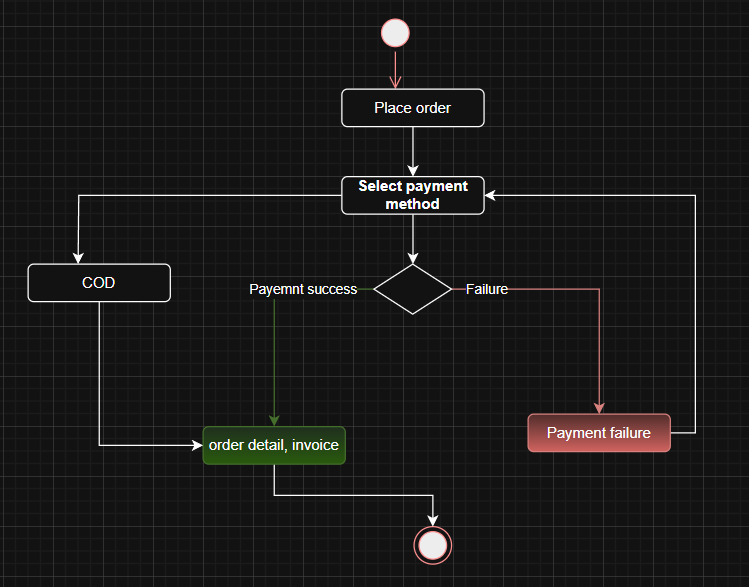 Place order
Select payment
method
COD
Payemnt success
Failure
order detail, invoice
Payment failure